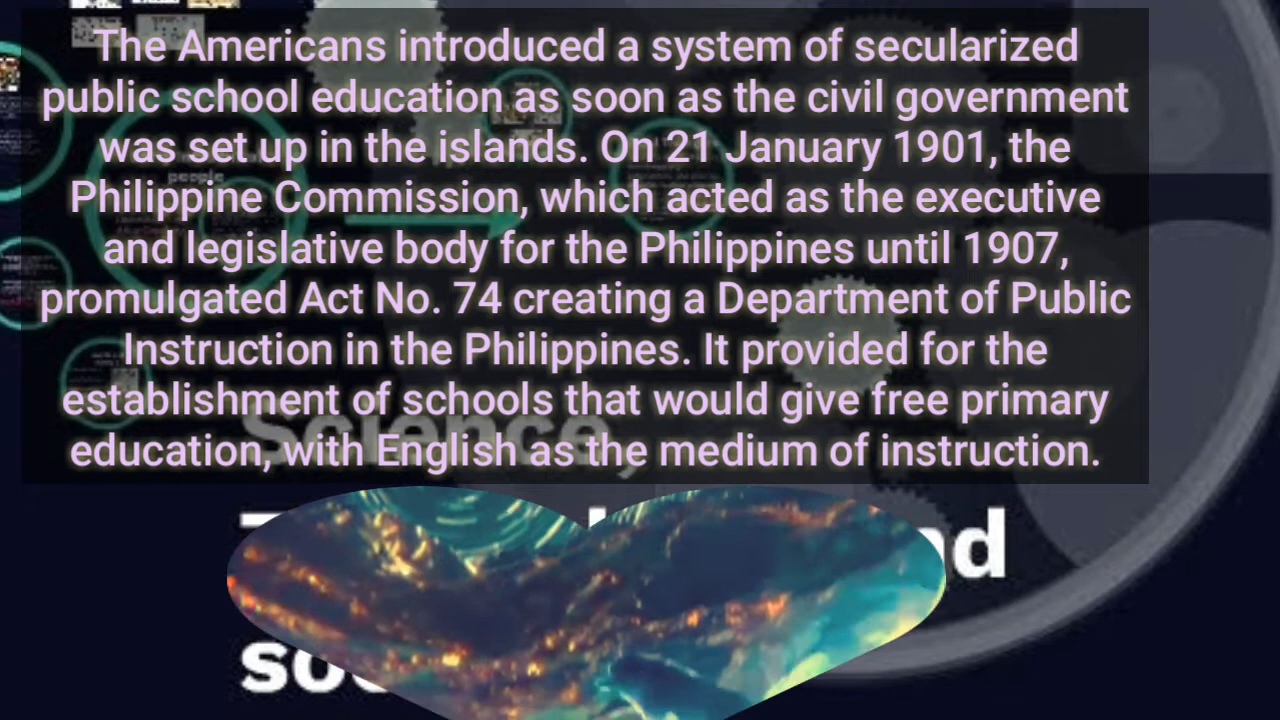 The Americans introduced a system of secularized
public school education as soon as the civil government
was set up in the islands. On 21 January 1901, the
Philippine Commission, which acted as the executive
and legislative body for the Philippines until 1907,
promulgated Act No. 74 creating a Department of Public
Instruction in the Philippines. It provided for the
establishment of schools that would give free primary
education, with English as the medium of instruction.
people
Science,